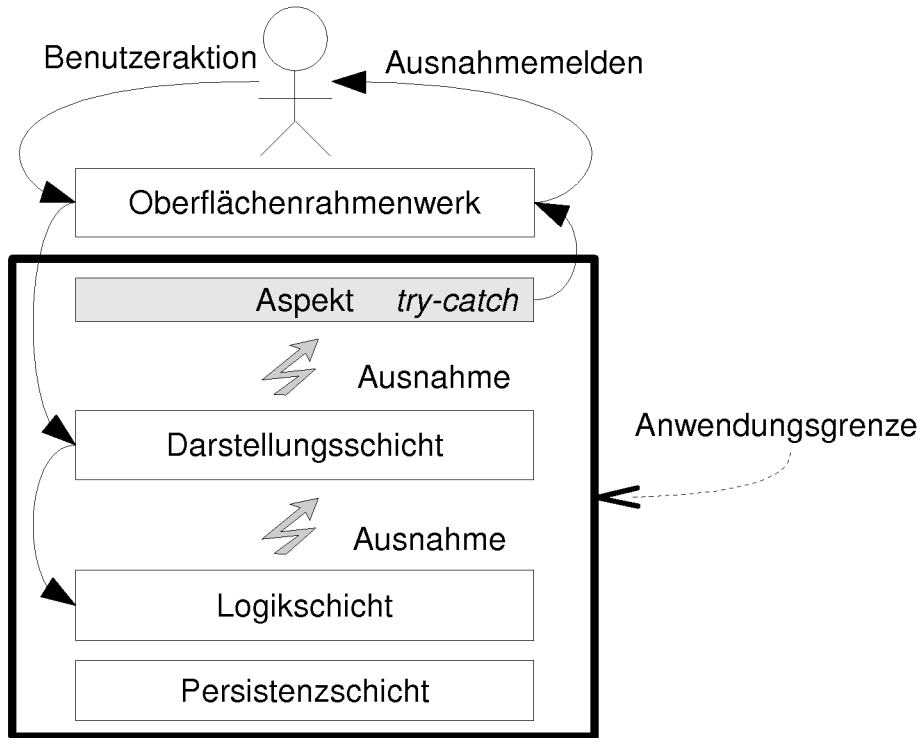 Benutzeraktion
Ausnahmemelden
Oberflächenrahmenwerk
Aspekt try-catch
Ausnahme
Darstellungsschicht
Anwendungsgrenze
Ausnahme
Logikschicht
Persistenzschicht